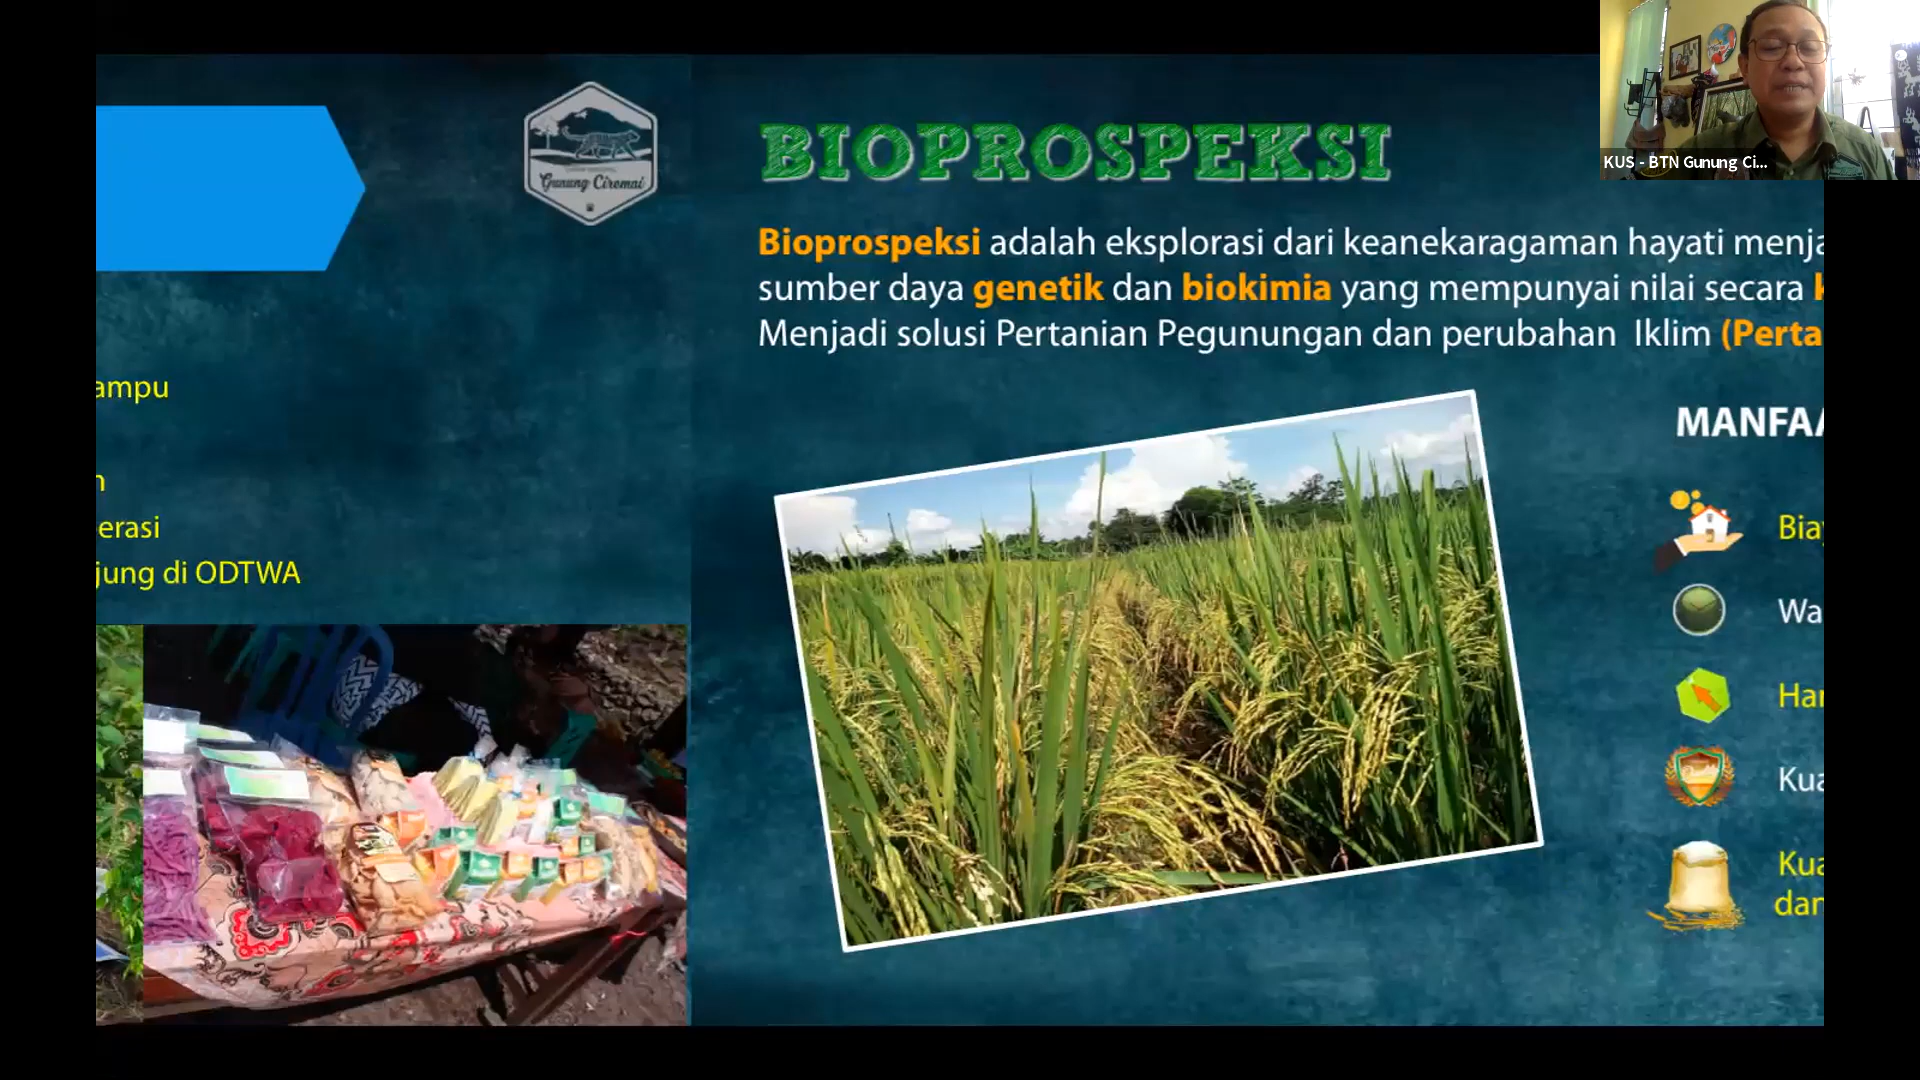 Gunung Ciremai
ampu
n
erasi
jung di ODTWA
BIOPROSPEKSI
Bioprospeksi adalah eksplorasi dari keanekaragaman hayati menja
sumber daya genetik dan biokimia yang mempunyai nilai secara k
Menjadi solusi Pertanian Pegunungan dan perubahan Iklim (Perta
MANFAA
Bia
Wa
Har
Kua
Kua
dan
KUS - BTN Gunung Ci...